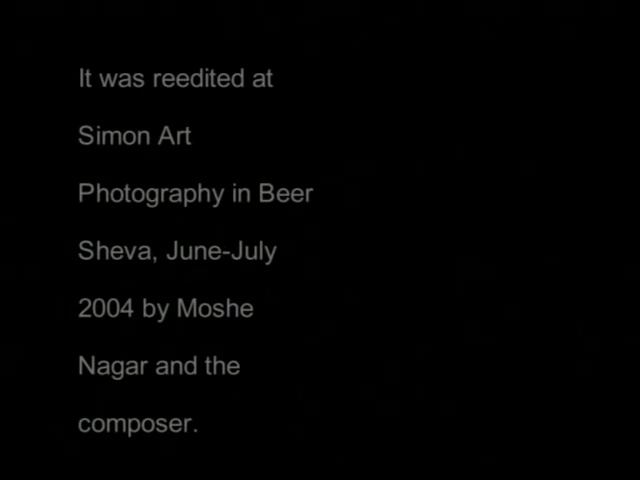 It was reedited at
Simon Art
Photography in Beer
Sheva, June-July
2004 by Moshe
Nagar and the
composer.